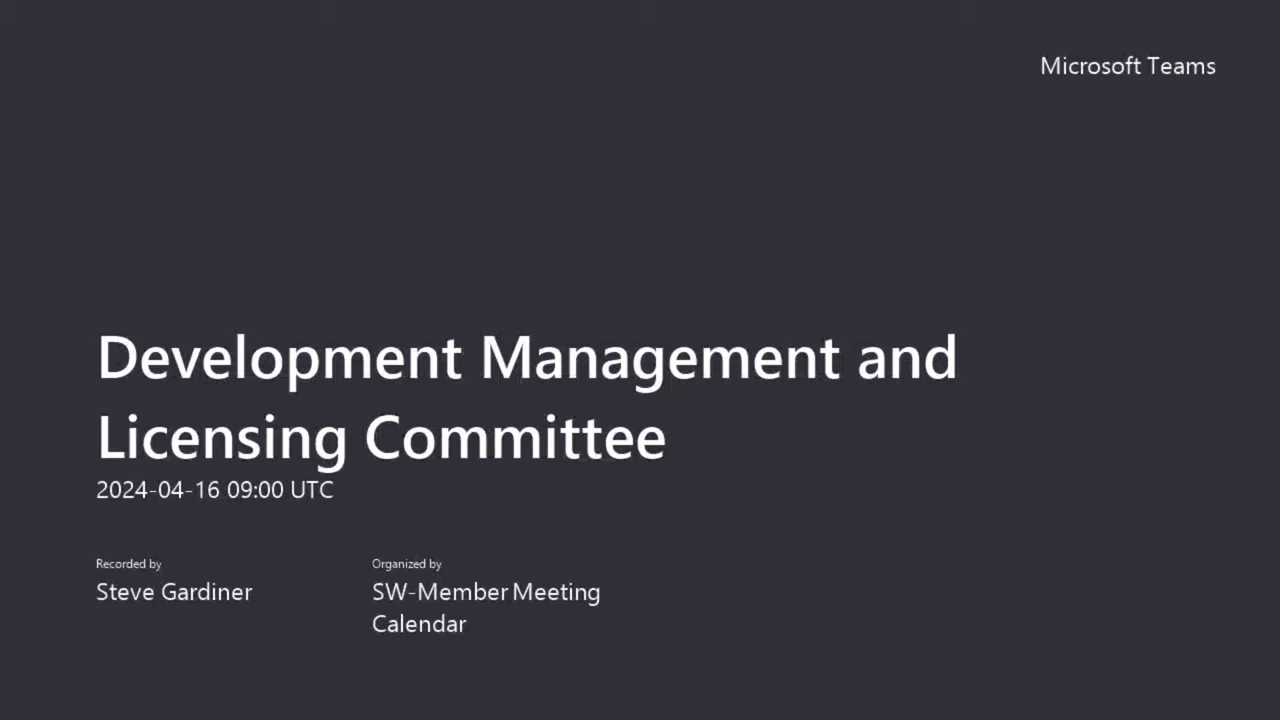 Microsoft Teams
Development Management and
Licensing Committee
2024-04-16 09:00 UTC
Recorded by
Steve Gardiner
Organized by
SW-Member Meeting
Calendar